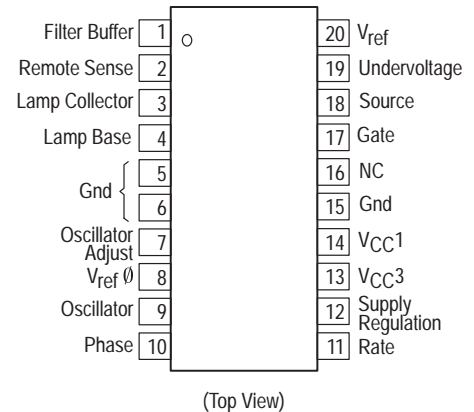 Filter Buffer 1 20 Vref
Remote Sense 2 19 Undervoltage
Lamp Collector 3 18 Source
Lamp Base 4 17 Gate
5 16 NC
Gnd
6 15 Gnd
Oscillator
Adjust 7 14 VCC1
Vref Ø 8 13 VCC3
Oscillator 9 12 Supply
Regulation
Phase 10 11 Rate
(Top View)